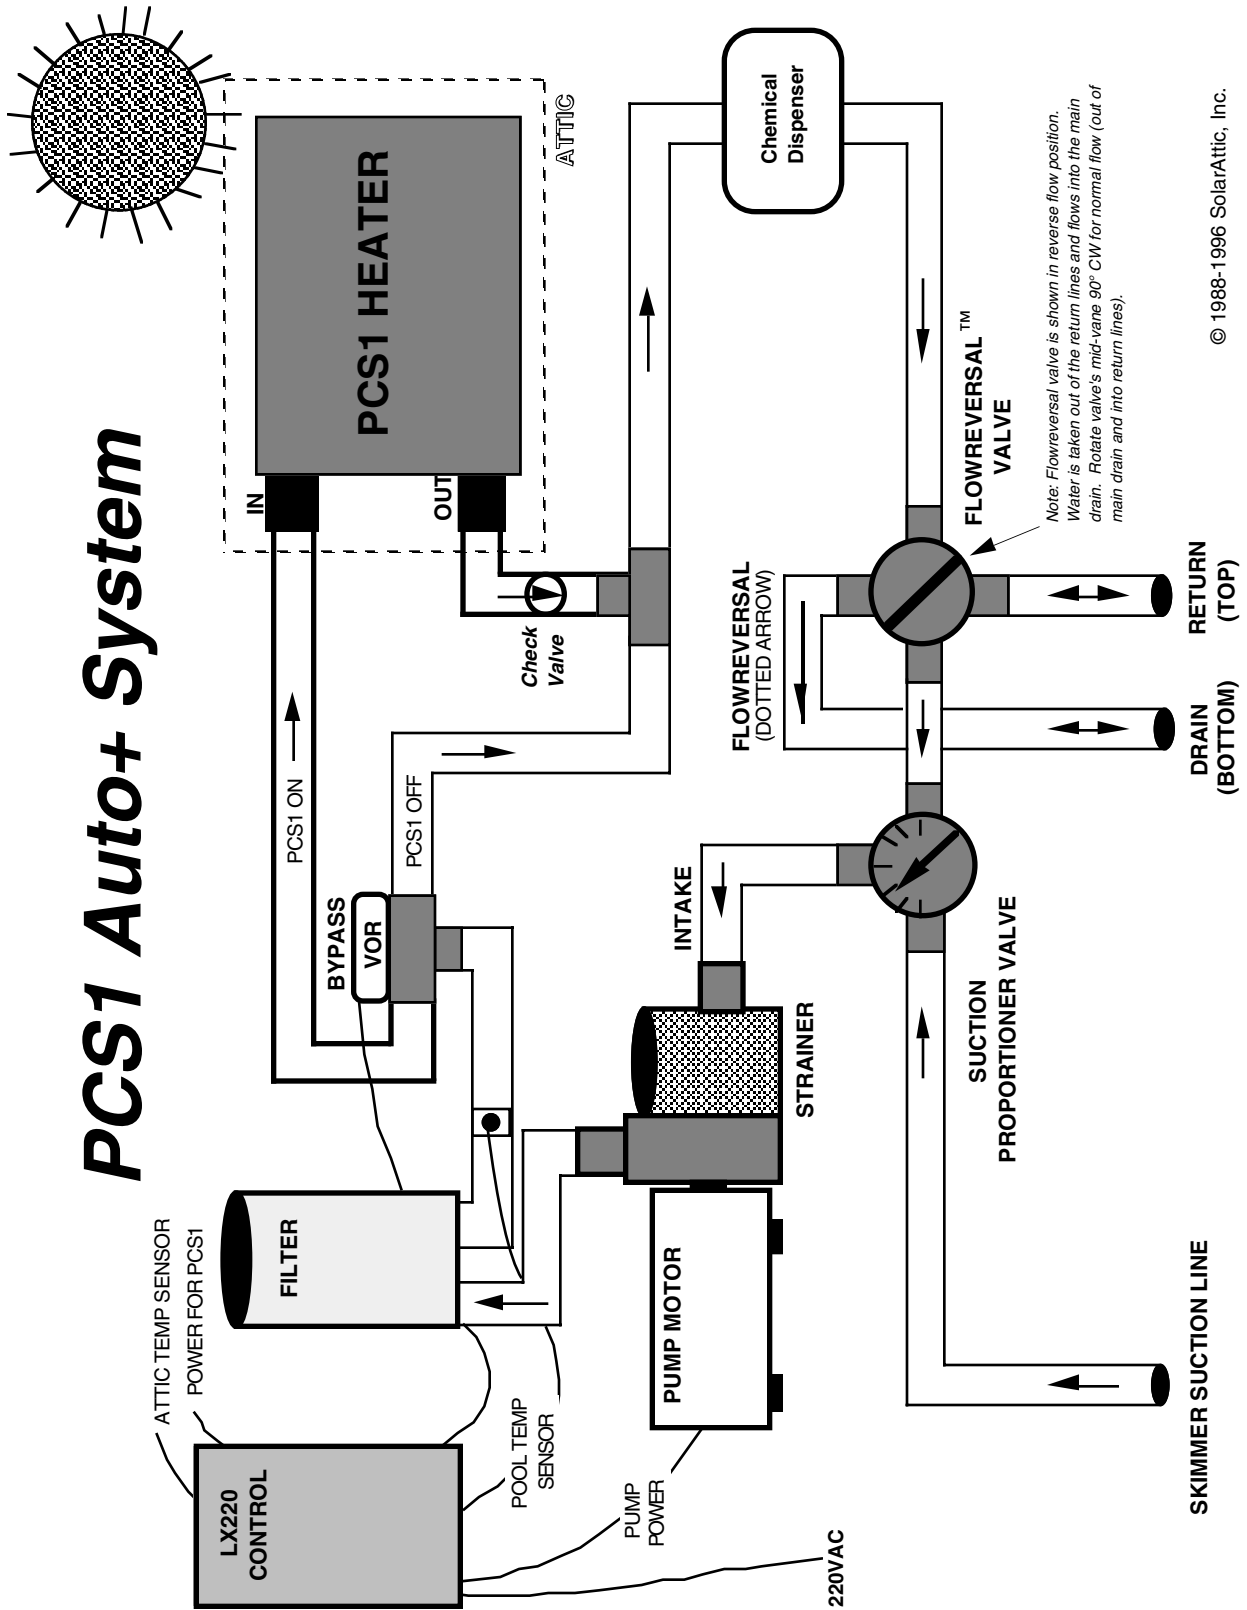 PCS1 Auto+ System
ATTIC TEMP SENSOR
POWER FOR PCS1
LX220
CONTROL
FILTER
POOL TEMP
SENSOR
PUMP
POWER
220VAC
PUMP MOTOR
STRAINER
INTAKE
BYPASS
VOR
PCS1 ON
PCS1 OFF
IN
OUT
PCS1 HEATER
ATTIC
Check
Valve
Chemical
Dispenser
FLOWREVERSAL
(DOTTED ARROW)
FLOWREVERSAL ™
VALVE
Note: Flowreversal valve is shown in reverse flow position.
Water is taken out of the return lines and flows into the main
drain. Rotate valve's mid-vane 90° CW for normal flow (out of
main drain and into return lines).
SUCTION
PROPORTIONER VALVE
SKIMMER SUCTION LINE
DRAIN
(BOTTOM)
RETURN
(TOP)
© 1988-1996 SolarAttic, Inc.